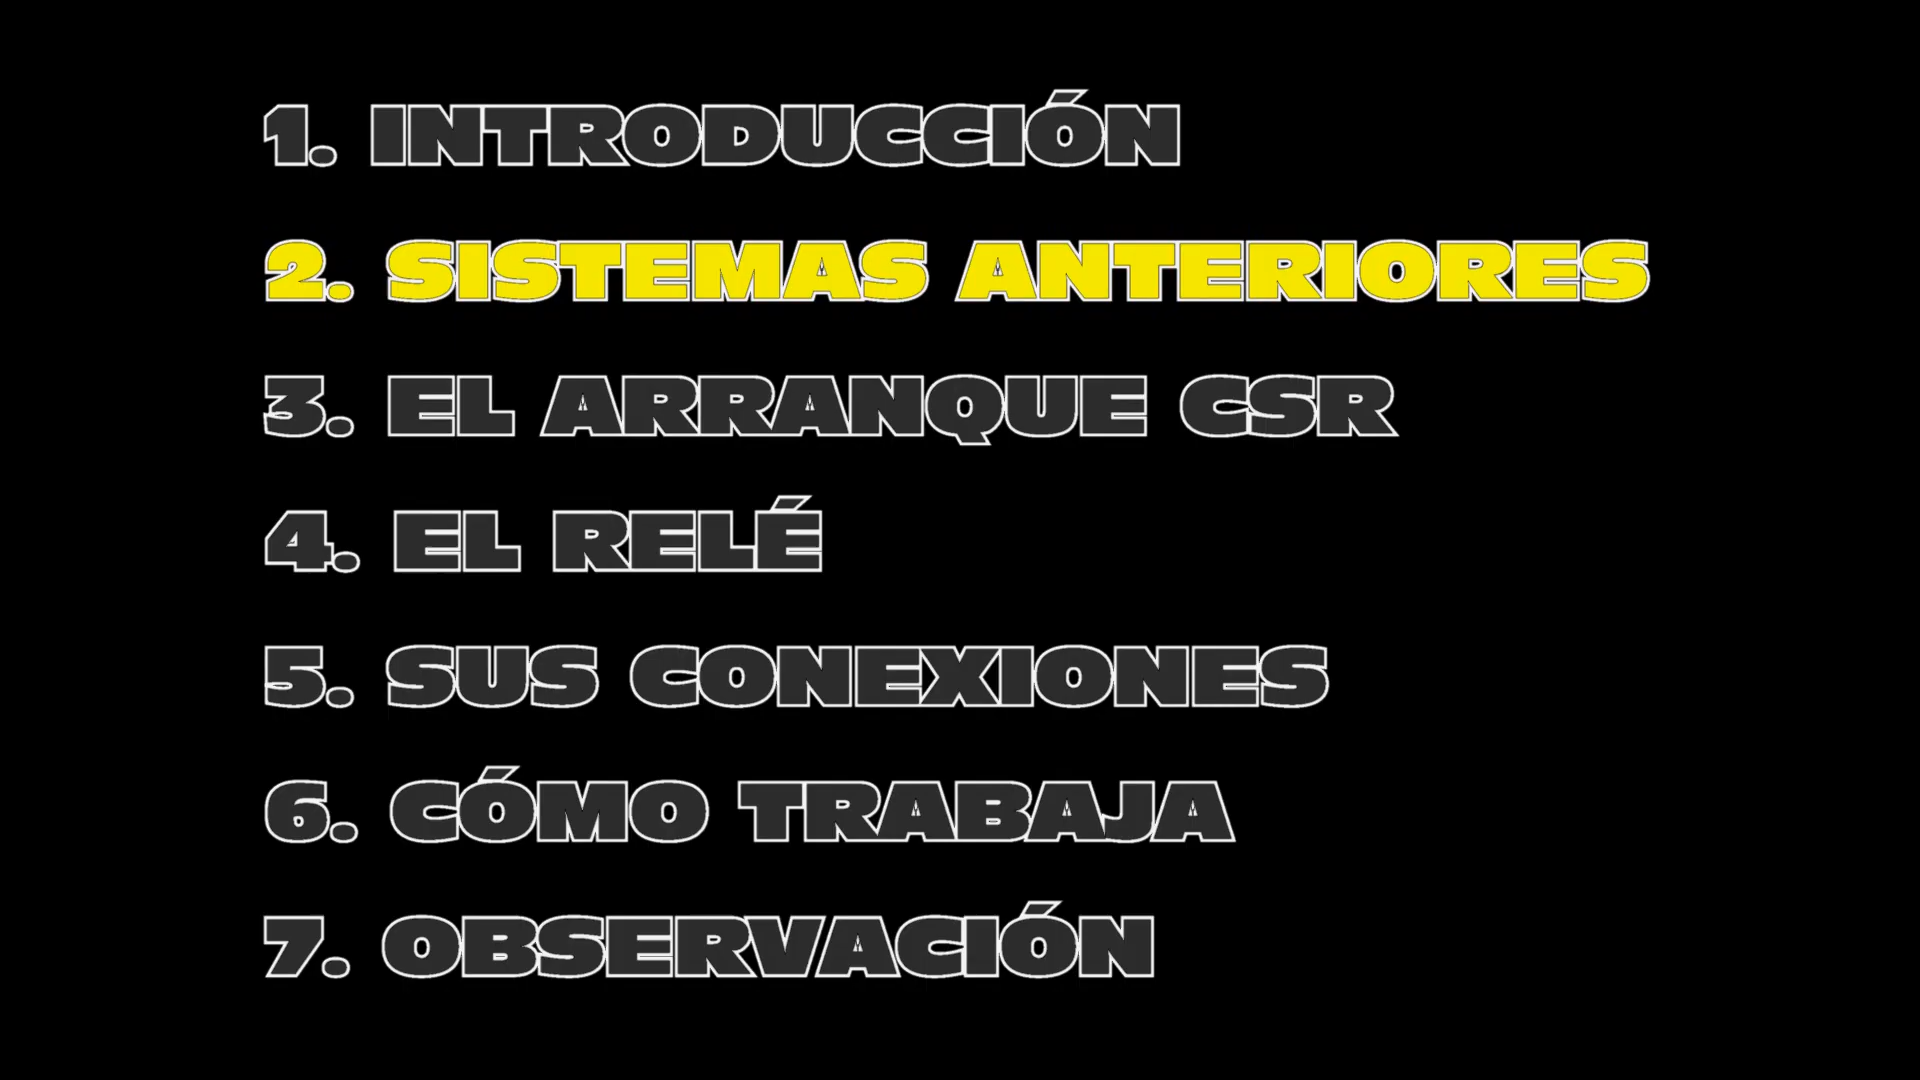 1. INTRODUCCIÓN
2. SISTEMAS ANTERIORES
3. EL ARRANQUE CSR
4. EL RELÉ
5. SUS CONEXIONES
6. CÓMO TRABAJA
7. OBSERVACIÓN